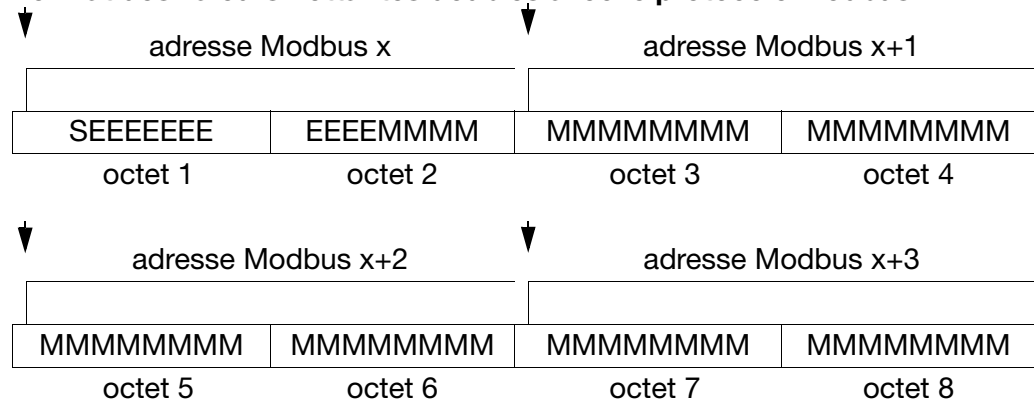 adresse Modbus x adresse Modbus x+1
SEEEEEEE EEEEMMMM MMMMMMMM MMMMMMMM
octet 1 octet 2 octet 3 octet 4
adresse Modbus x+2 adresse Modbus x+3
MMMMMMMM MMMMMMMM MMMMMMMM MMMMMMMM
octet 5 octet 6 octet 7 octet 8